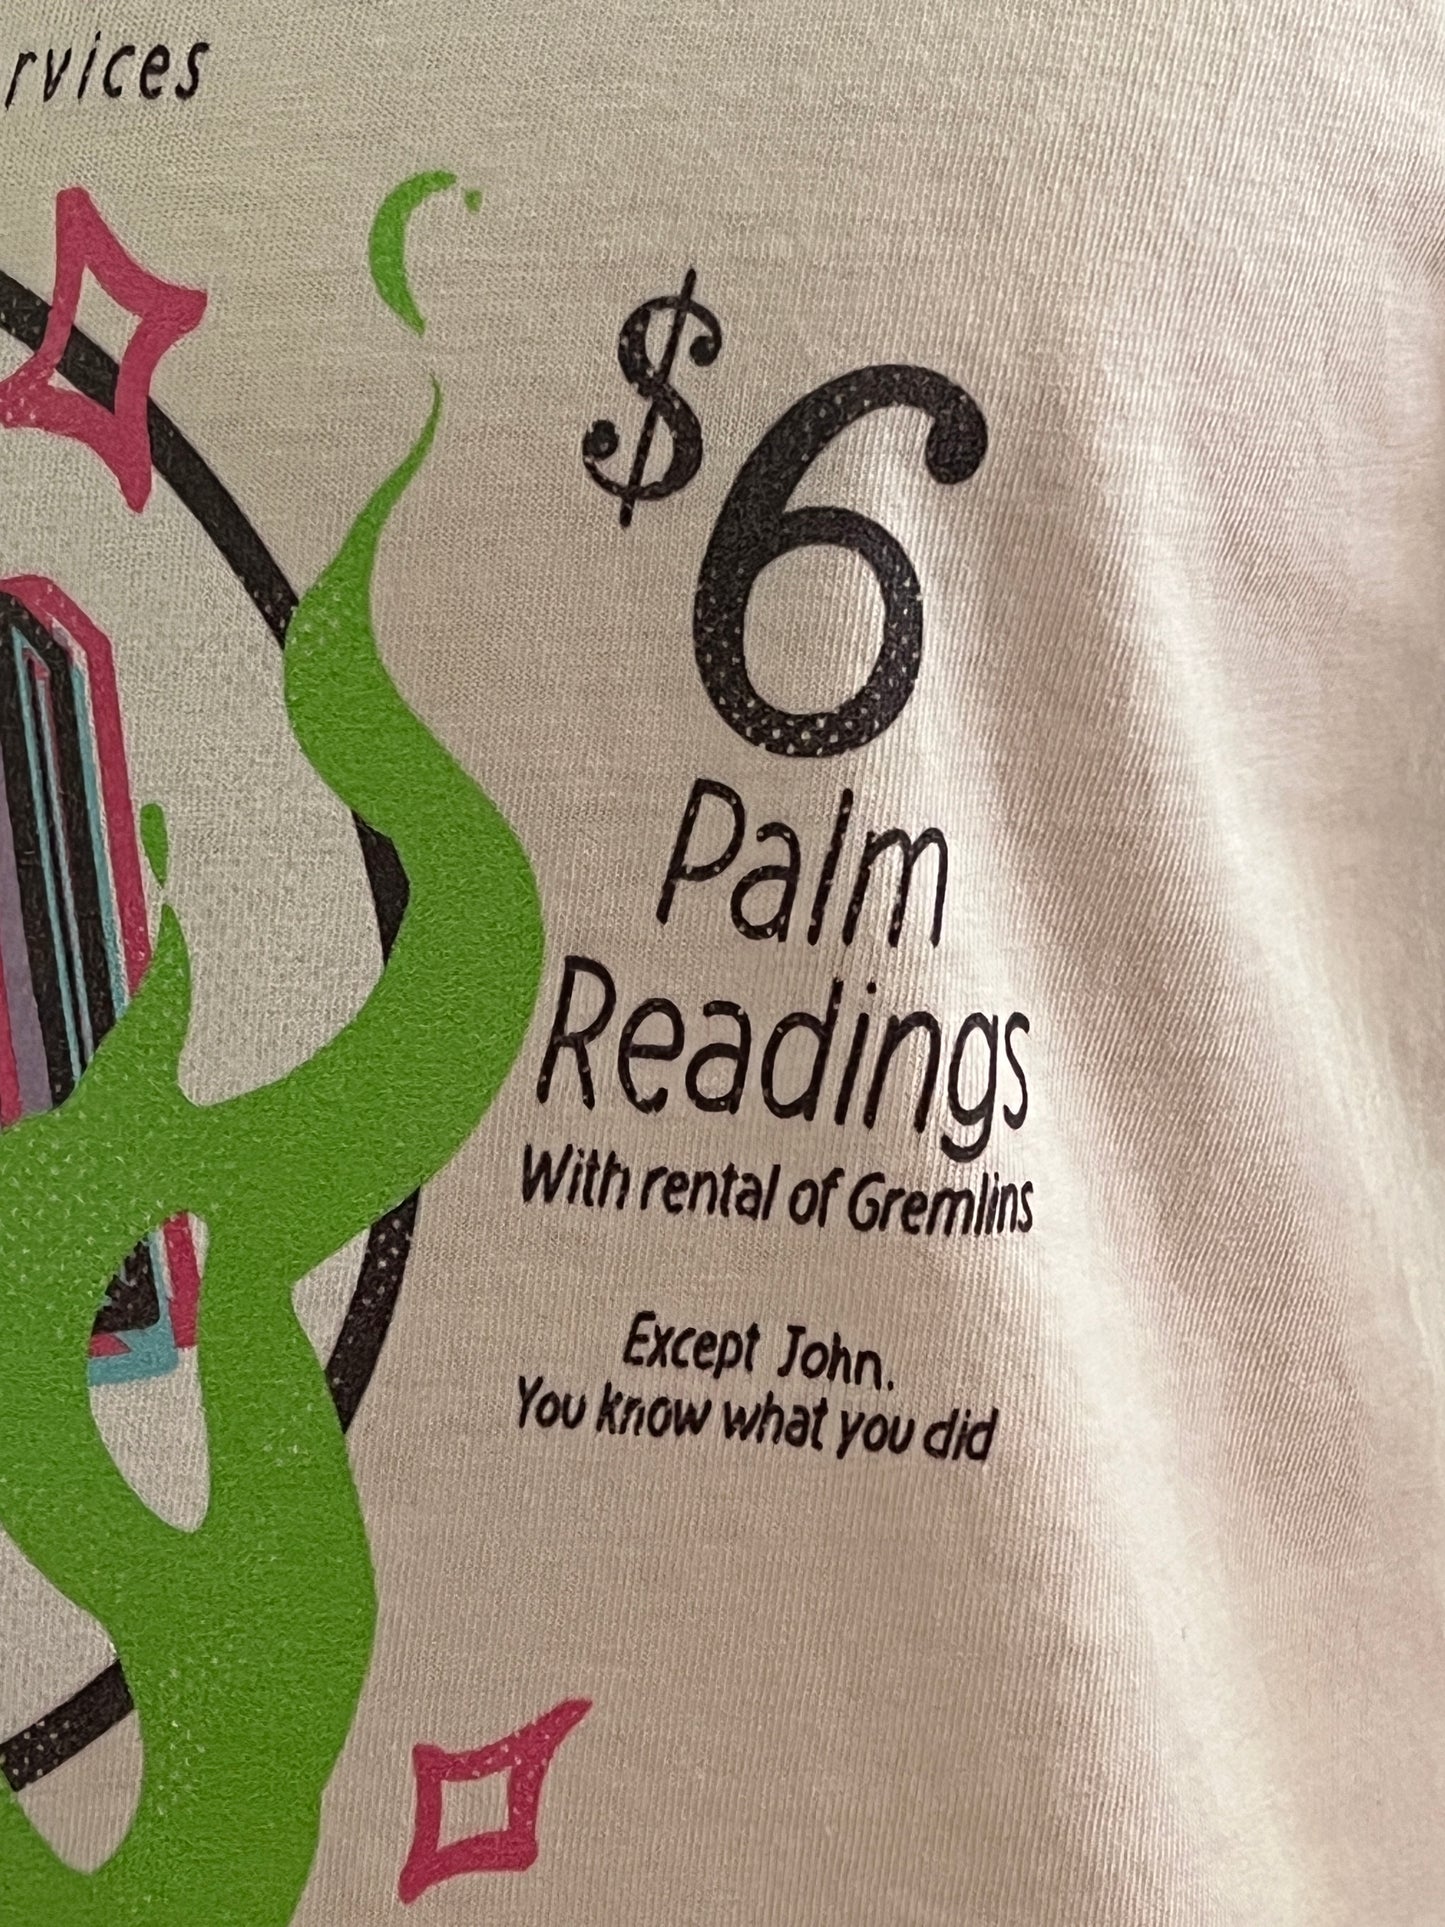 rvices
$6
Palm
Readings
With rental of Gremlins
Except John.
You know what you did